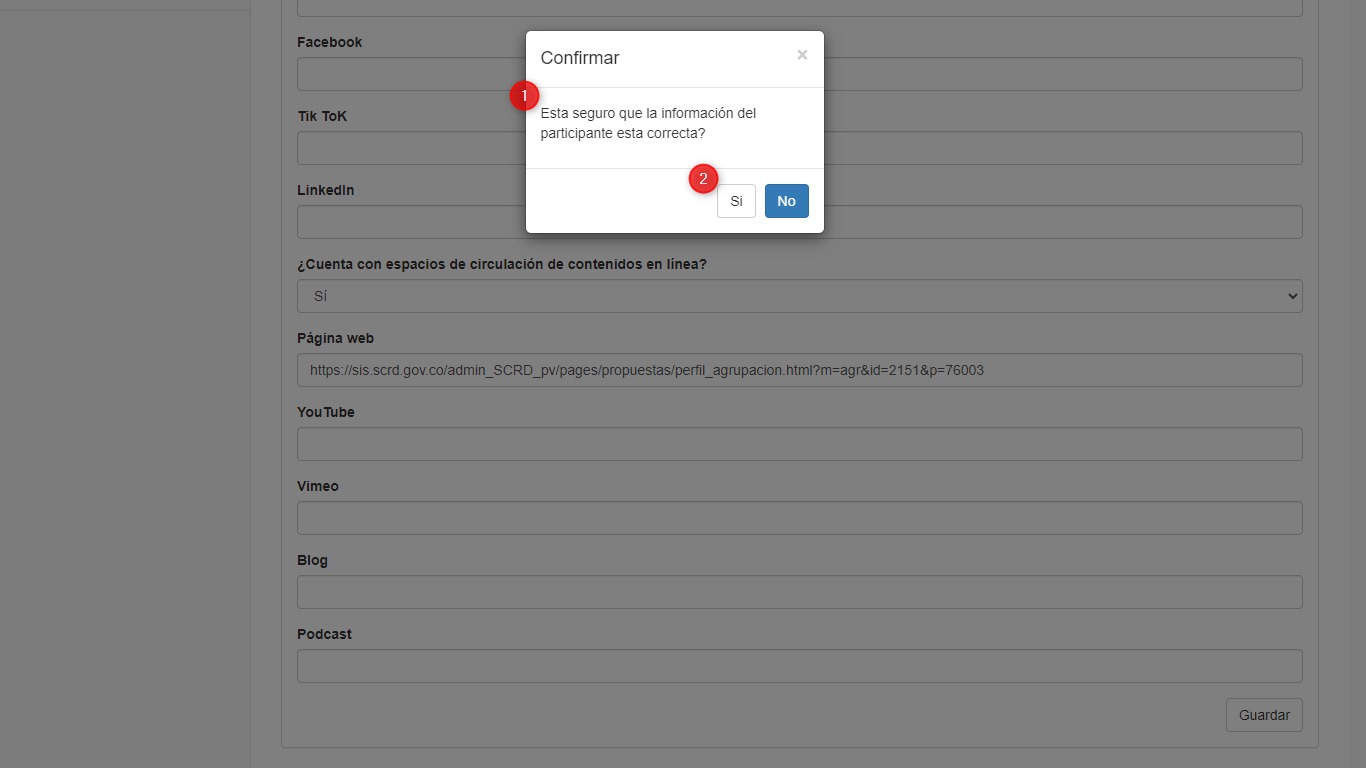 Facebook
Tik ToK
LinkedIn
¿Cuenta con espacios de circulación de contenidos en línea?
Sí
Página web
https://sis.scrd.gov.co/admin_SCRD_pv/pages/propuestas/perfil_agrupacion.html?m=agr&id=2151&p=76003
YouTube
Vimeo
Blog
Podcast
Guardar
Confirmar ×
1
Esta seguro que la información del
participante esta correcta?
2
Si No